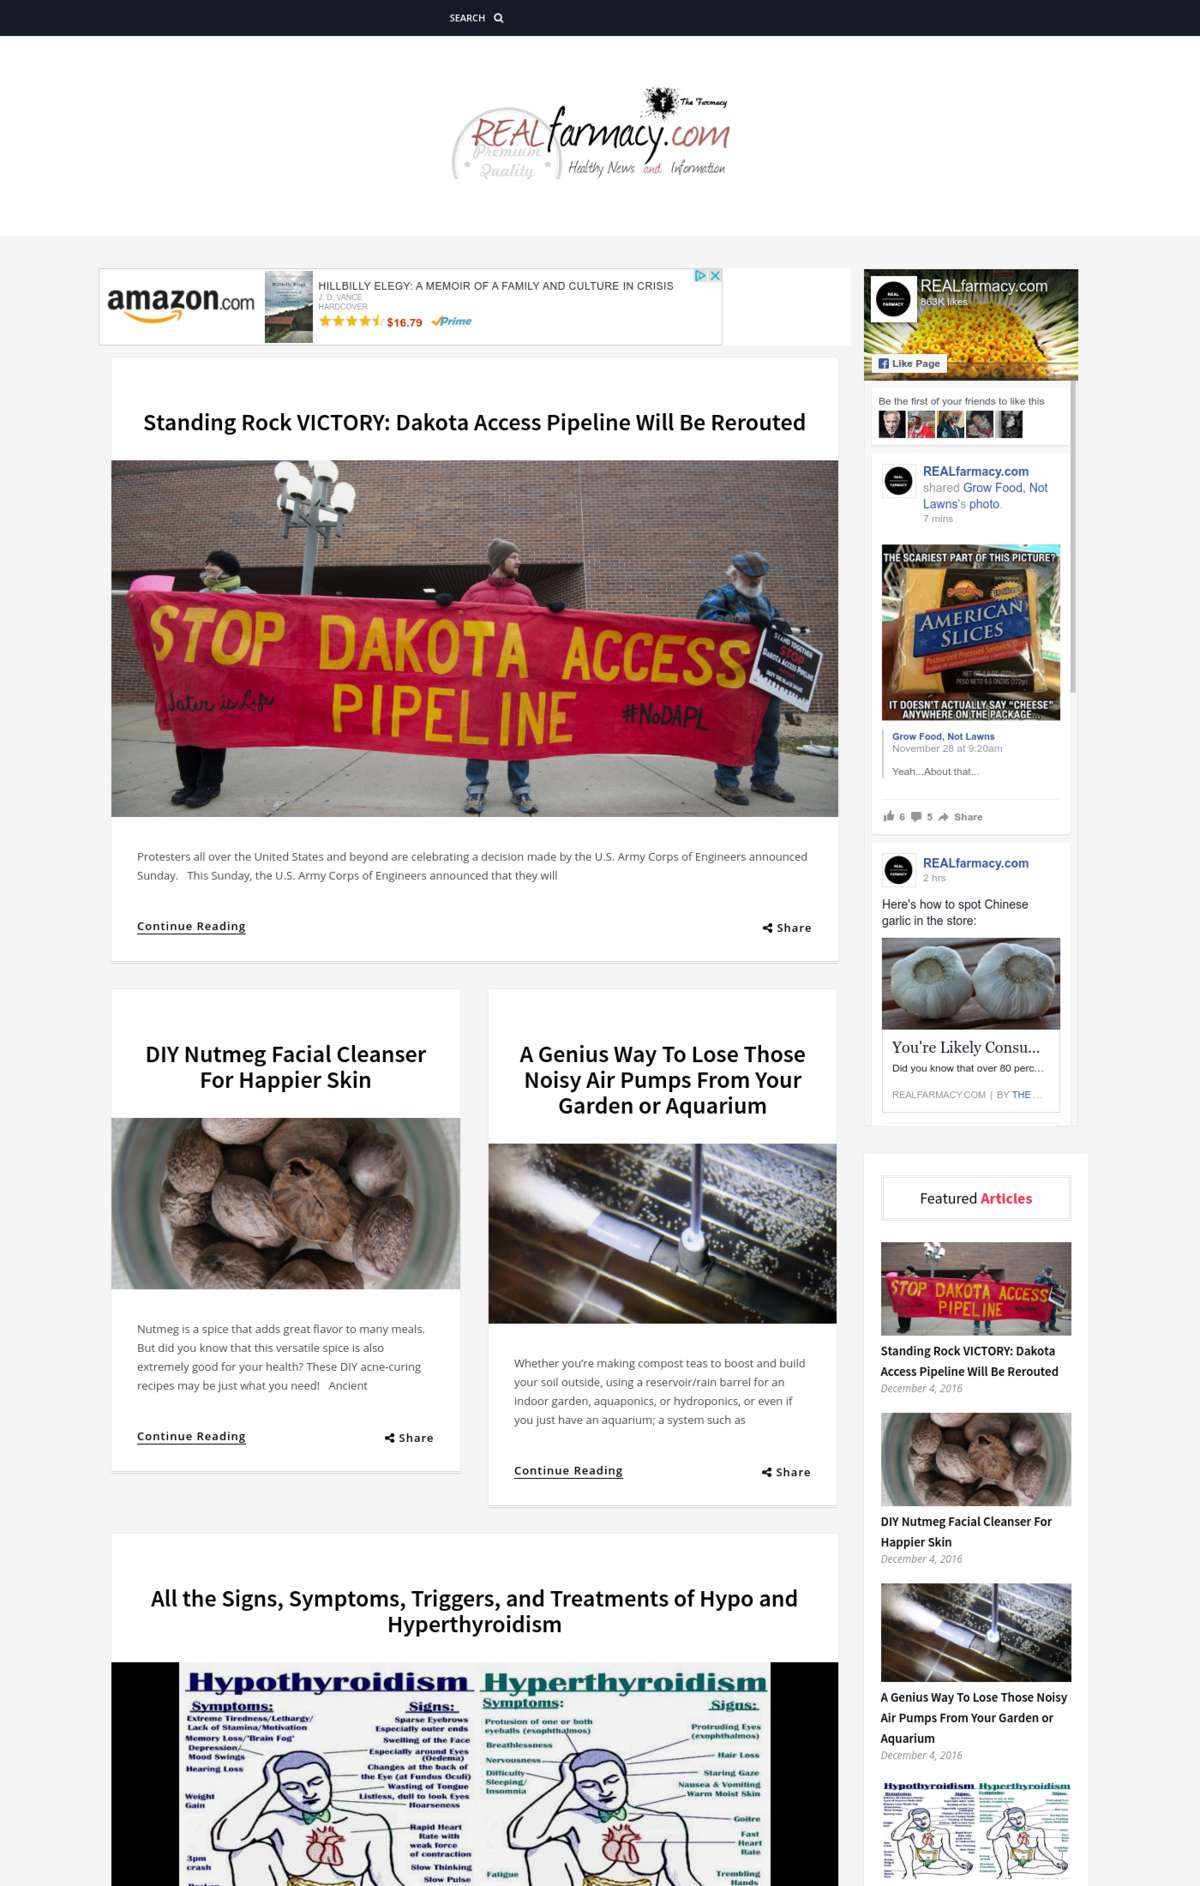 SEARCH
The Farmacy
REALfarmacy.com
Premium
Quality
Healthy News and Information
amazon.com
HILLBILLY ELEGY: A MEMOIR OF A FAMILY AND CULTURE IN CRISIS
J. D. VANCE
HARDCOVER
$16.79 Prime
Standing Rock VICTORY: Dakota Access Pipeline Will Be Rerouted
STOP DAKOTA ACCESS
PIPELINE
Water is Life
#NoDAPL
STAND TOGETHER
STOP
DAKOTA ACCESS PIPELINE
Protesters all over the United States and beyond are celebrating a decision made by the U.S. Army Corps of Engineers announced
Sunday. This Sunday, the U.S. Army Corps of Engineers announced that they will
Continue Reading
Share
DIY Nutmeg Facial Cleanser
For Happier Skin
Nutmeg is a spice that adds great flavor to many meals.
But did you know that this versatile spice is also
extremely good for your health? These DIY acne-curing
recipes may be just what you need! Ancient
Continue Reading
Share
A Genius Way To Lose Those
Noisy Air Pumps From Your
Garden or Aquarium
Whether you're making compost teas to boost and build
your soil outside, using a reservoir/rain barrel for an
indoor garden, aquaponics, or hydroponics, or even if
you just have an aquarium; a system such as
Continue Reading
Share
All the Signs, Symptoms, Triggers, and Treatments of Hypo and
Hyperthyroidism
Hypothyroidism
Symptoms:
Extreme Tiredness/Lethargy/
Lack of Stamina/Motivation
Memory Loss/'Brain Fog'
Depression/
Mood Swings
Hearing Loss
Weight
Gain
3pm
crash
Signs:
Sparse Eyebrows
Especially outer ends
Swelling of the Face
Especially around Eyes
(Oedema)
Changes at the back of
the Eye (at Fundus Oculi)
Wasting of Tongue
Listless, dull to look Eyes
Hoarseness
Rapid Heart
Rate with
weak force
of contraction
Slow Thinking
Slow Pulse
Hyperthyroidism
Symptoms:
Protusion of one or both
eyeballs (exophthalmos)
Breathlessness
Nervousness
Difficulty
Sleeping/
Insomnia
Fatigue
Signs:
Protruding Eyes
(exophthalmos)
Hair Loss
Staring Gaze
Nausea & Vomiting
Warm Moist Skin
Goitre
Fast
Heart
Rate
Trembling
Hands
REAL
FARMACY
REALfarmacy.com
863K likes
Like Page
Be the first of your friends to like this
REALfarmacy.com
shared Grow Food, Not
Lawns's photo.
7 mins
THE SCARIEST PART OF THIS PICTURE?
AMERICAN
SLICES
IT DOESN'T ACTUALLY SAY "CHEESE"
ANYWHERE ON THE PACKAGE...
Grow Food, Not Lawns
November 28 at 9:20am
Yeah...About that...
6 5 Share
REALfarmacy.com
2 hrs
Here's how to spot Chinese
garlic in the store:
You're Likely Consu...
Did you know that over 80 perc...
REALFARMACY.COM | BY THE ...
Featured Articles
STOP DAKOTA ACCESS
PIPELINE
Standing Rock VICTORY: Dakota
Access Pipeline Will Be Rerouted
December 4, 2016
DIY Nutmeg Facial Cleanser For
Happier Skin
December 4, 2016
A Genius Way To Lose Those Noisy
Air Pumps From Your Garden or
Aquarium
December 4, 2016
Hypothyroidism Hyperthyroidism